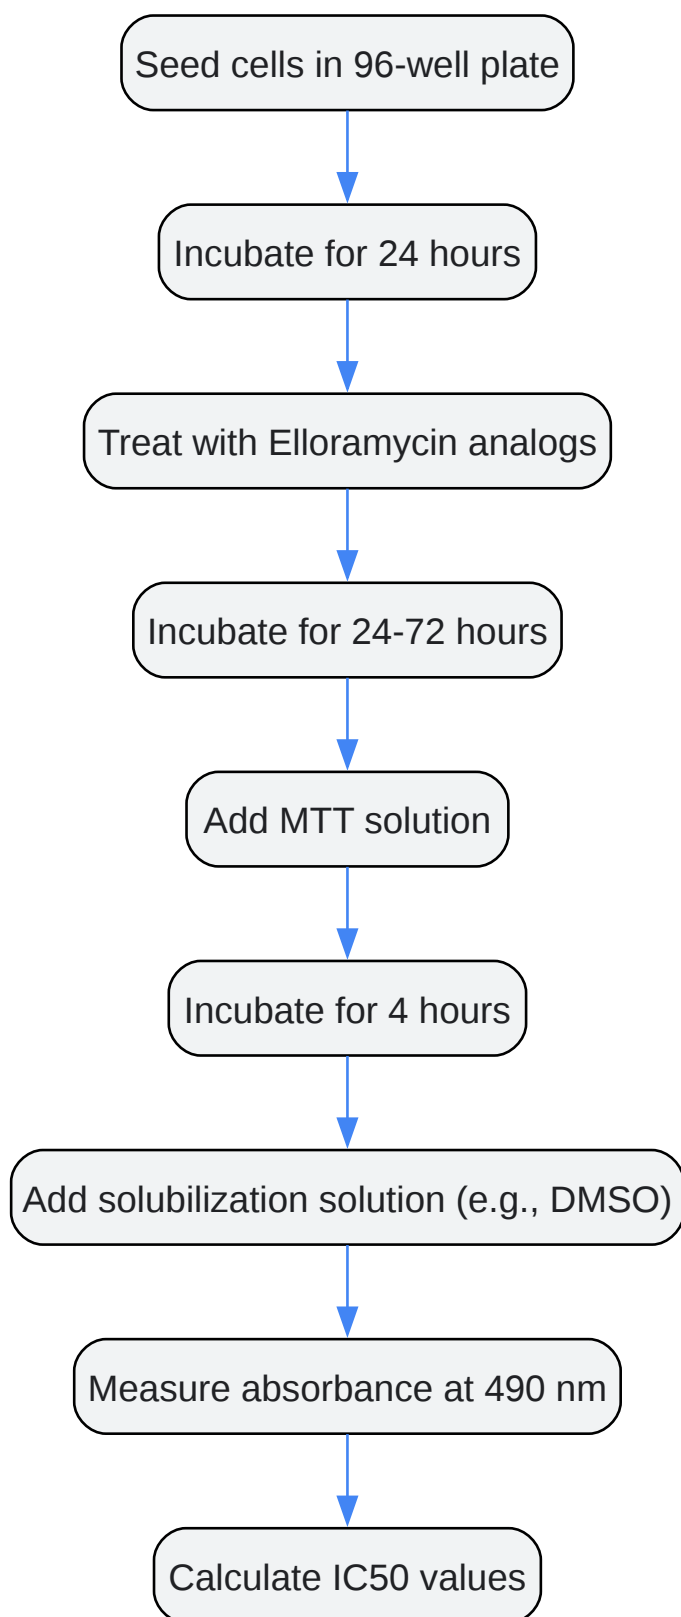 Seed cells in 96-well plate
Incubate for 24 hours
Treat with Elloramycin analogs
Incubate for 24-72 hours
Add MTT solution
Incubate for 4 hours
Add solubilization solution (e.g., DMSO)
Measure absorbance at 490 nm
Calculate IC50 values